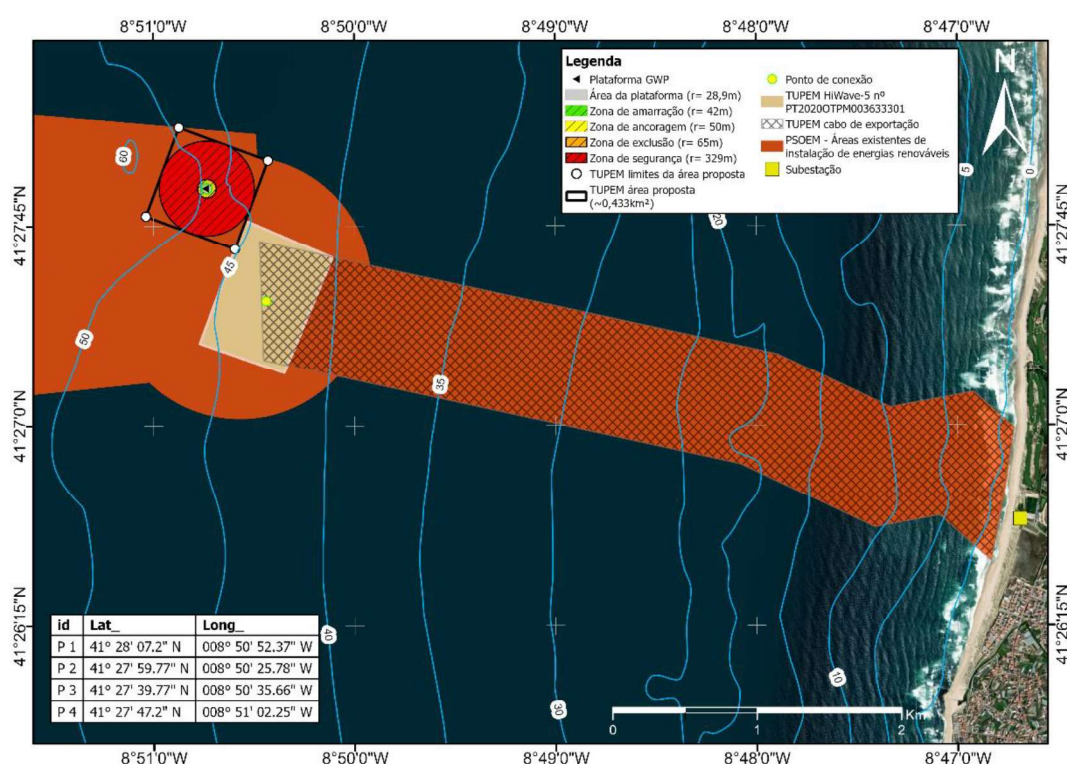 8°51'0"W 8°50'0"W 8°49'0"W 8°48'0"W 8°47'0"W
Legenda
Plataforma GWP
Área da plataforma (r= 28,9m)
Zona de amarração (r= 42m)
Zona de ancoragem (r= 50m)
Zona de exclusão (r= 65m)
Zona de segurança (r= 329m)
TUPEM limites da área proposta
TUPEM área proposta
(~0,433km²)
Ponto de conexão
TUPEM HiWave-5 nº
PT2020OTPM003633301
TUPEM cabo de exportação
PSOEM - Áreas existentes de
instalação de energias renováveis
Subestação
N
60
5
0
20
41°27'45"N
41°27'45"N
45
50
35
41°27'0"N
41°27'0"N
41°26'15"N
41°26'15"N
40
30
10
id Lat_ Long_
P 1 41° 28' 07.2" N 008° 50' 52.37" W
P 2 41° 27' 59.77" N 008° 50' 25.78" W
P 3 41° 27' 39.77" N 008° 50' 35.66" W
P 4 41° 27' 47.2" N 008° 51' 02.25" W
Km
0 1 2
8°51'0"W 8°50'0"W 8°49'0"W 8°48'0"W 8°47'0"W